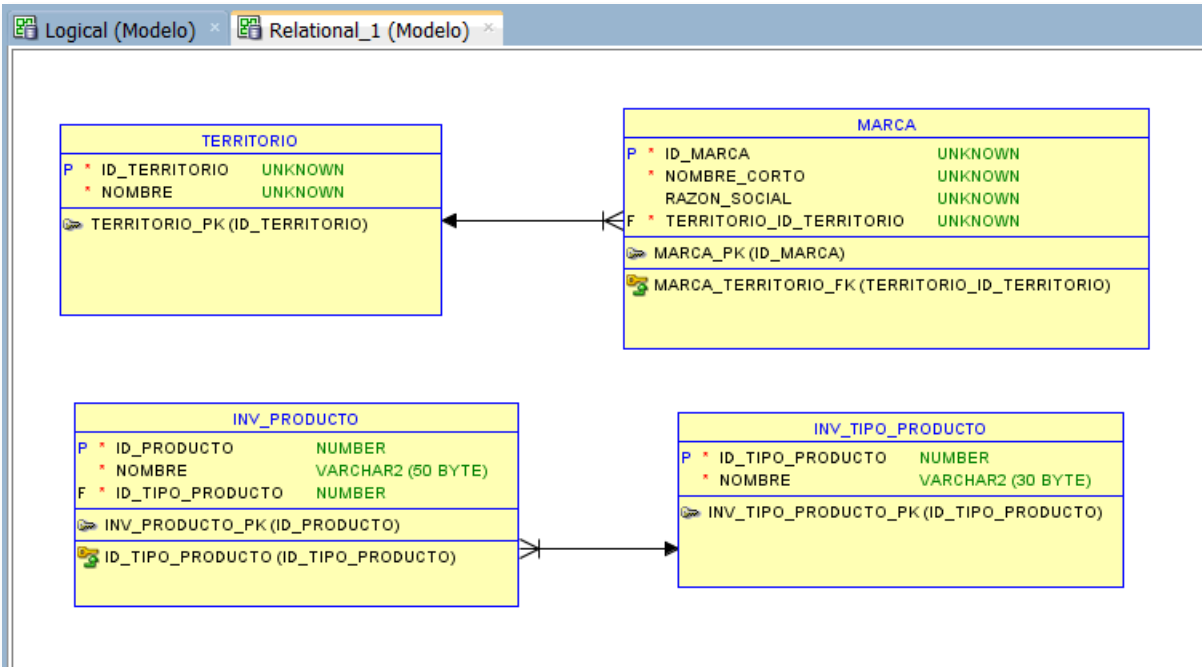 Logical (Modelo) × Relational_1 (Modelo) ×
TERRITORIO
P * ID_TERRITORIO UNKNOWN
* NOMBRE UNKNOWN
TERRITORIO_PK (ID_TERRITORIO)
MARCA
P * ID_MARCA UNKNOWN
* NOMBRE_CORTO UNKNOWN
RAZON_SOCIAL UNKNOWN
F * TERRITORIO_ID_TERRITORIO UNKNOWN
MARCA_PK (ID_MARCA)
MARCA_TERRITORIO_FK (TERRITORIO_ID_TERRITORIO)
INV_PRODUCTO
P * ID_PRODUCTO NUMBER
* NOMBRE VARCHAR2 (50 BYTE)
F * ID_TIPO_PRODUCTO NUMBER
INV_PRODUCTO_PK (ID_PRODUCTO)
ID_TIPO_PRODUCTO (ID_TIPO_PRODUCTO)
INV_TIPO_PRODUCTO
P * ID_TIPO_PRODUCTO NUMBER
* NOMBRE VARCHAR2 (30 BYTE)
INV_TIPO_PRODUCTO_PK (ID_TIPO_PRODUCTO)